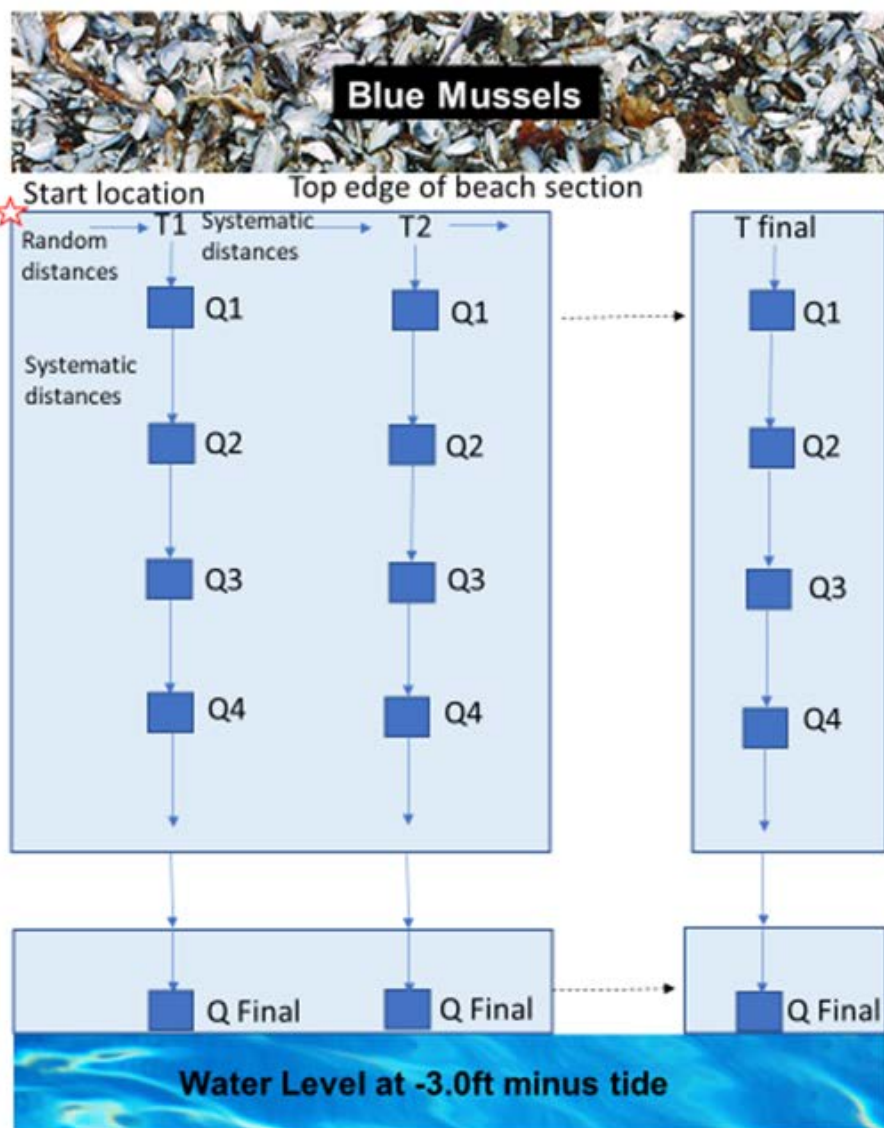 Blue Mussels
Start location
Top edge of beach section
Random
distances
T1
Systematic
distances
T2
T final
Q1
Q1
Q1
Systematic
distances
Q2
Q2
Q2
Q3
Q3
Q3
Q4
Q4
Q4
Q Final
Q Final
Q Final
Water Level at -3.0ft minus tide